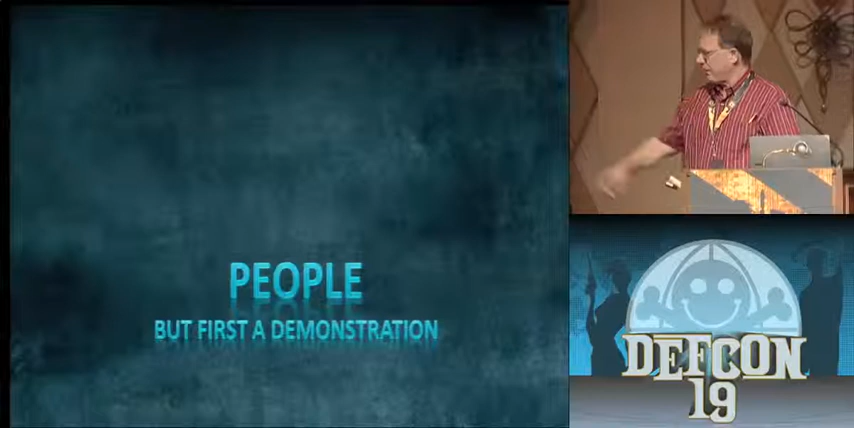 PEOPLE
BUT FIRST A DEMONSTRATION
DEFCON
19